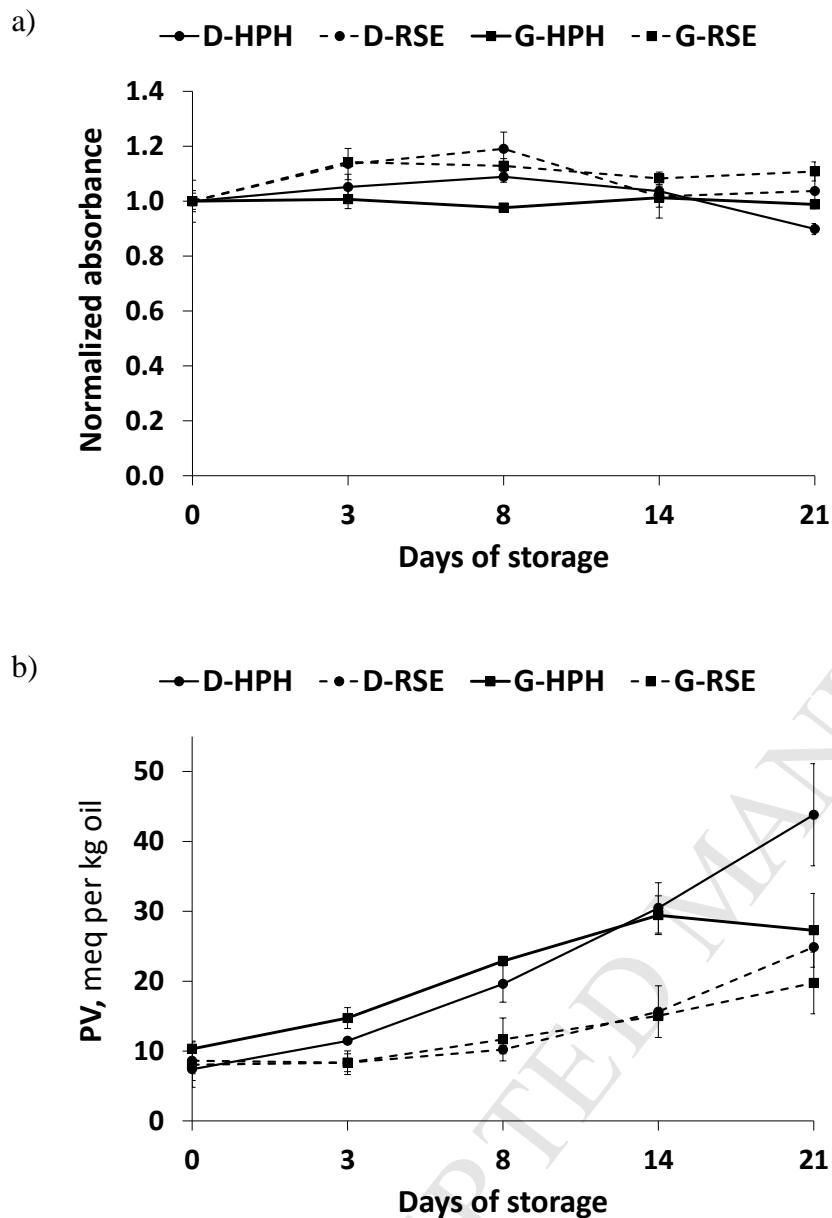 a)
D-HPH D-RSE G-HPH G-RSE
1.4
1.2
1.0
0.8
0.6
0.4
0.2
0.0
Normalized absorbance
0 3 8 14 21
Days of storage
b)
D-HPH D-RSE G-HPH G-RSE
50
40
30
20
10
0
PV, meq per kg oil
0 3 8 14 21
Days of storage
PTED MAN